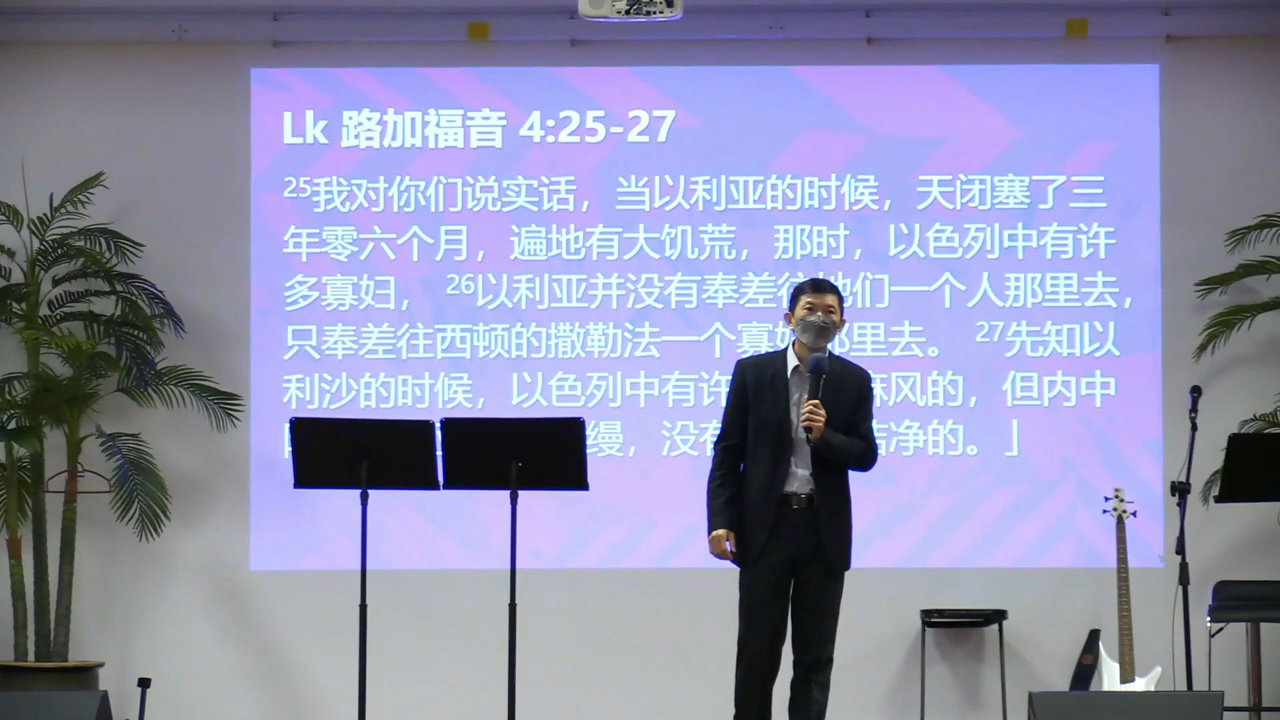 Lk 路加福音 4:25-27
25我对你们说实话，当以利亚的时候，天闭塞了三
年零六个月，遍地有大饥荒，那时，以色列中有许
多寡妇， 26以利亚并没有奉差往他们一个人那里去，
只奉差往西顿的撒勒法一个寡妇那里去。 27先知以
利沙的时候，以色列中有许 麻风的，但内中
缦，没有 洁净的。」